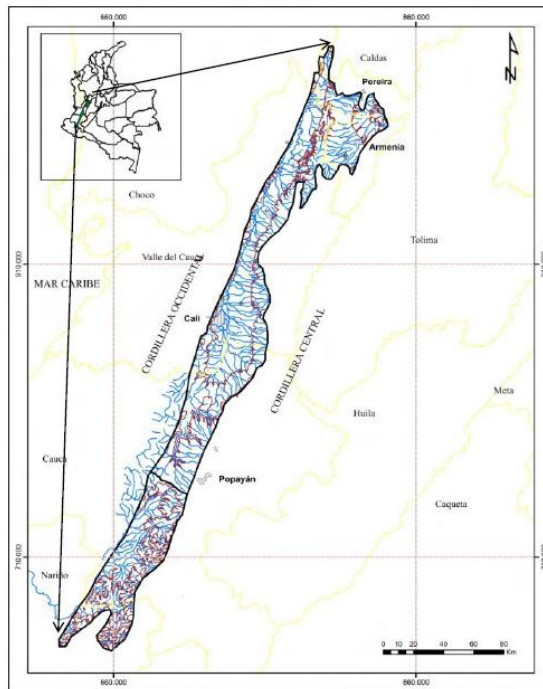 660.000
860.000
Caldas
Pereira
Armenia
Choco
Tolima
Valle del Cauca
MAR CARIBE
CORDILLERA OCCIDENTAL
Cali
CORDILLERA CENTRAL
Meta
Huila
Cauca
Popayán
Caqueta
Nariño
710.000
0 10 20 40 60 80
Km
660.000
860.000